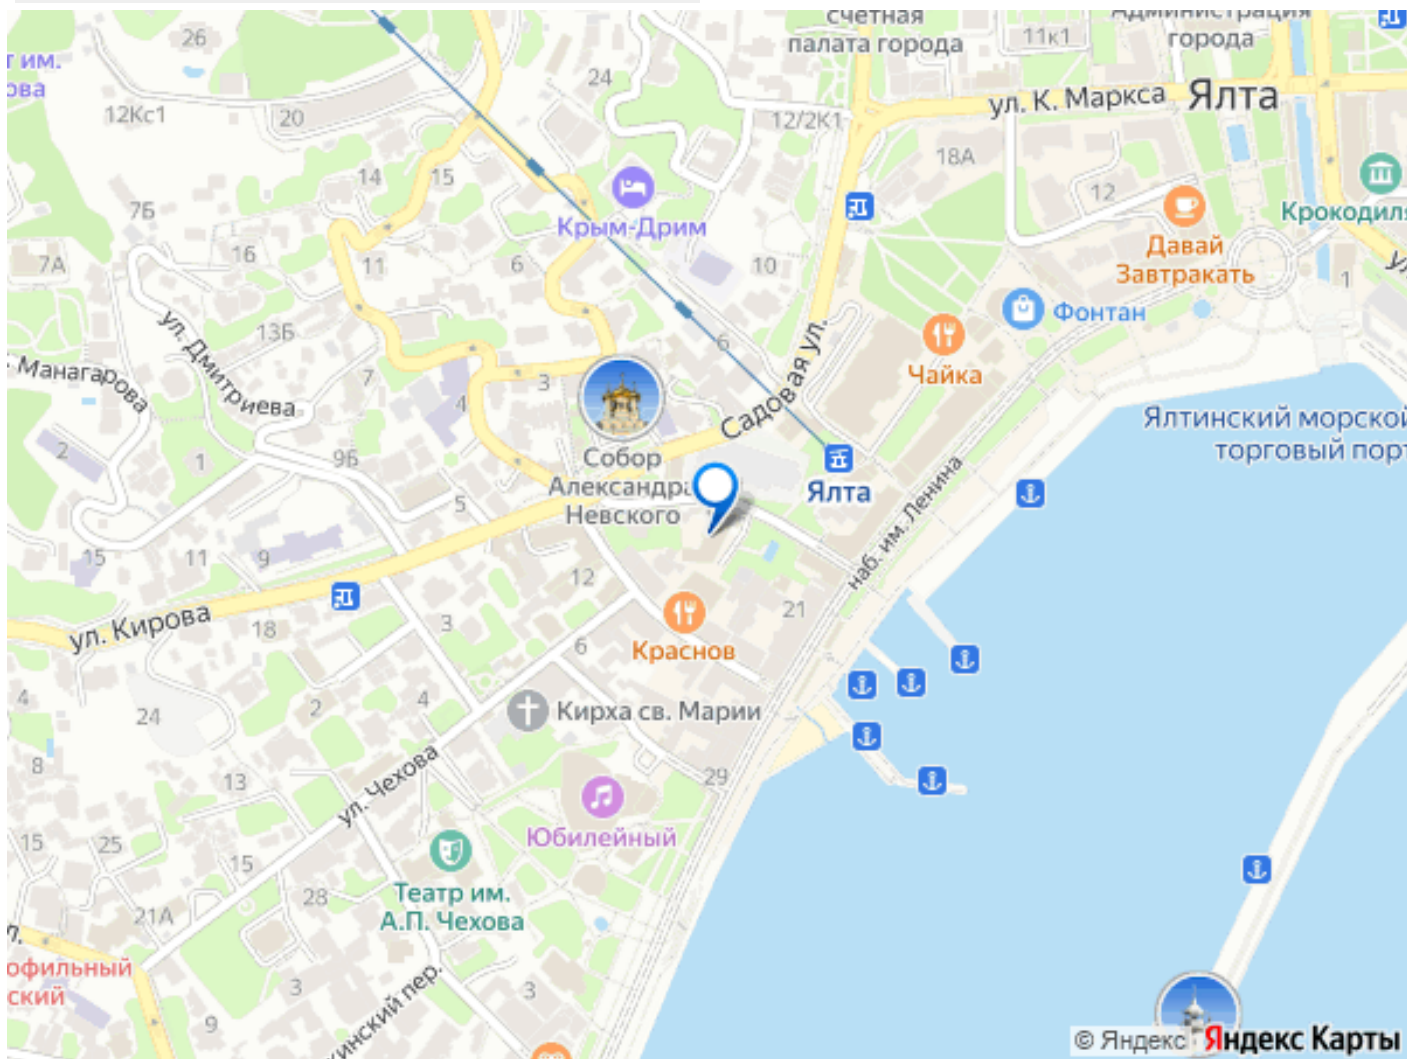 счетная
палата города
Администрация
города
26
24
11к1
12Кс1
20
12/2К1
ул. К. Маркса
Ялта
18А
12
14
15
7Б
Крым-Дрим
Давай
Завтракать
7А
16
11
6
10
1
Фонтан
ул. Дмитриева
13Б
6
Чайка
Манагарова
7
3
4
Садовая ул.
Ялтинский морской
торговый порт
2
1
9Б
Собор
Александра
Невского
Ялта
наб. им. Ленина
5
15
11
9
12
21
ул. Кирова
18
3
6
Краснов
4
2
4
24
Кирха св. Марии
8
13
ул. Чехова
29
Юбилейный
15
25
15
Театр им.
А.П. Чехова
28
21А
3
3
9
© Яндекс Яндекс Карты